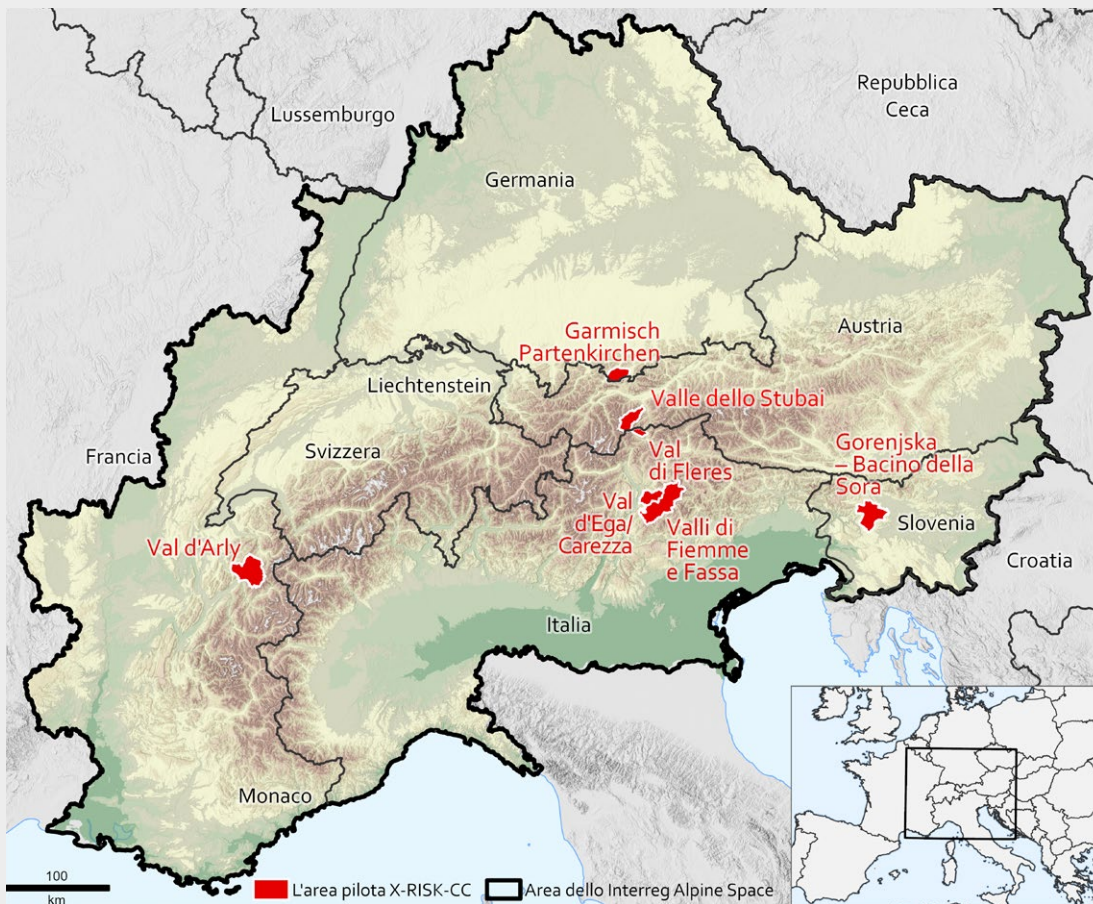 Lussemburgo
Repubblica
Ceca
Germania
Austria
Garmisch
Partenkirchen
Liechtenstein
Valle dello Stubai
Svizzera
Francia
Val
di Fleres
Gorenjska
– Bacino della
Sora
Slovenia
Val
d'Ega/
Carezza
Valli di
Fiemme
e Fassa
Val d'Arly
Croatia
Italia
Monaco
100
km
L'area pilota X-RISK-CC
Area dello Interreg Alpine Space